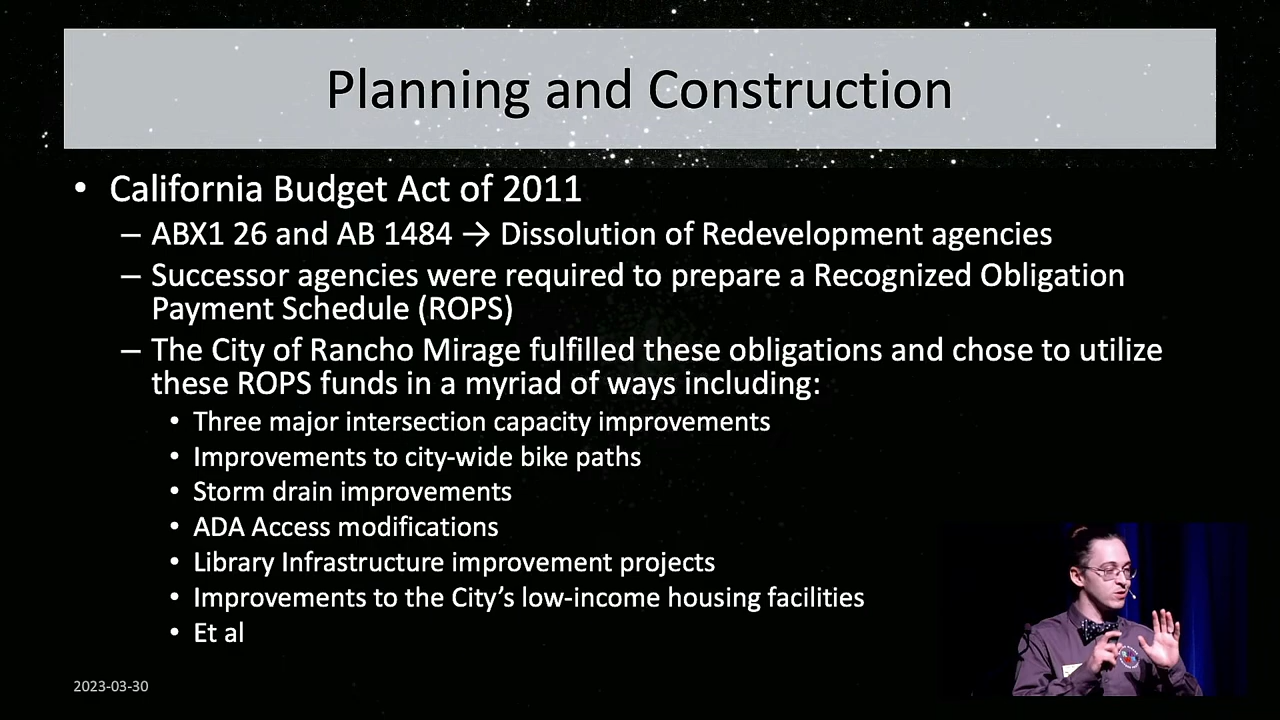 Planning and Construction
• California Budget Act of 2011
– ABX1 26 and AB 1484 → Dissolution of Redevelopment agencies
– Successor agencies were required to prepare a Recognized Obligation
Payment Schedule (ROPS)
– The City of Rancho Mirage fulfilled these obligations and chose to utilize
these ROPS funds in a myriad of ways including:
• Three major intersection capacity improvements
• Improvements to city-wide bike paths
• Storm drain improvements
• ADA Access modifications
• Library Infrastructure improvement projects
• Improvements to the City’s low-income housing facilities
• Et al
2023-03-30